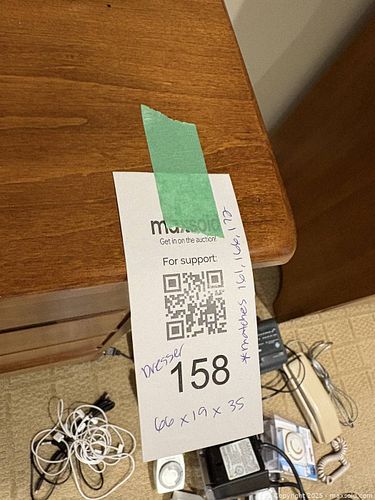 maxsold
Get in on the auction!
For support:
Dresser
158
66 x 19 x 35
*matches 161, 166, 172
© Copyright 2025 - maxsold.com